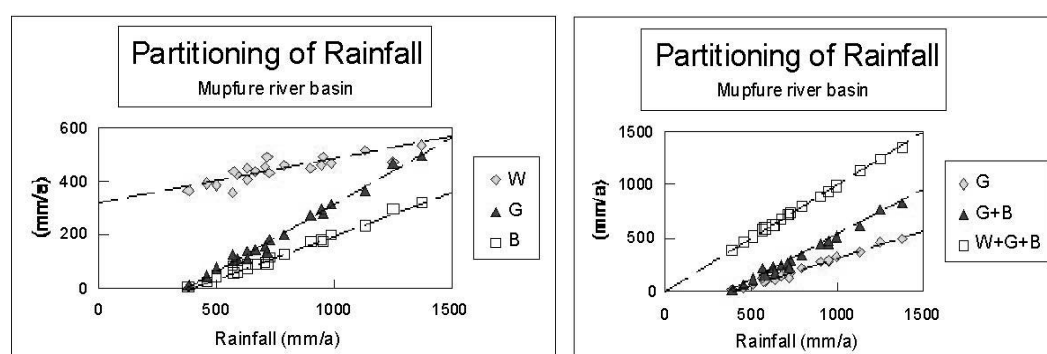 Partitioning of Rainfall
Mupfure river basin
600
400
200
0
(mm/a)
0 500 1000 1500
Rainfall (mm/a)
W
G
B
Partitioning of Rainfall
Mupfure river basin
1500
1000
500
0
(mm/a)
0 500 1000 1500
Rainfall (mm/a)
G
G+B
W+G+B